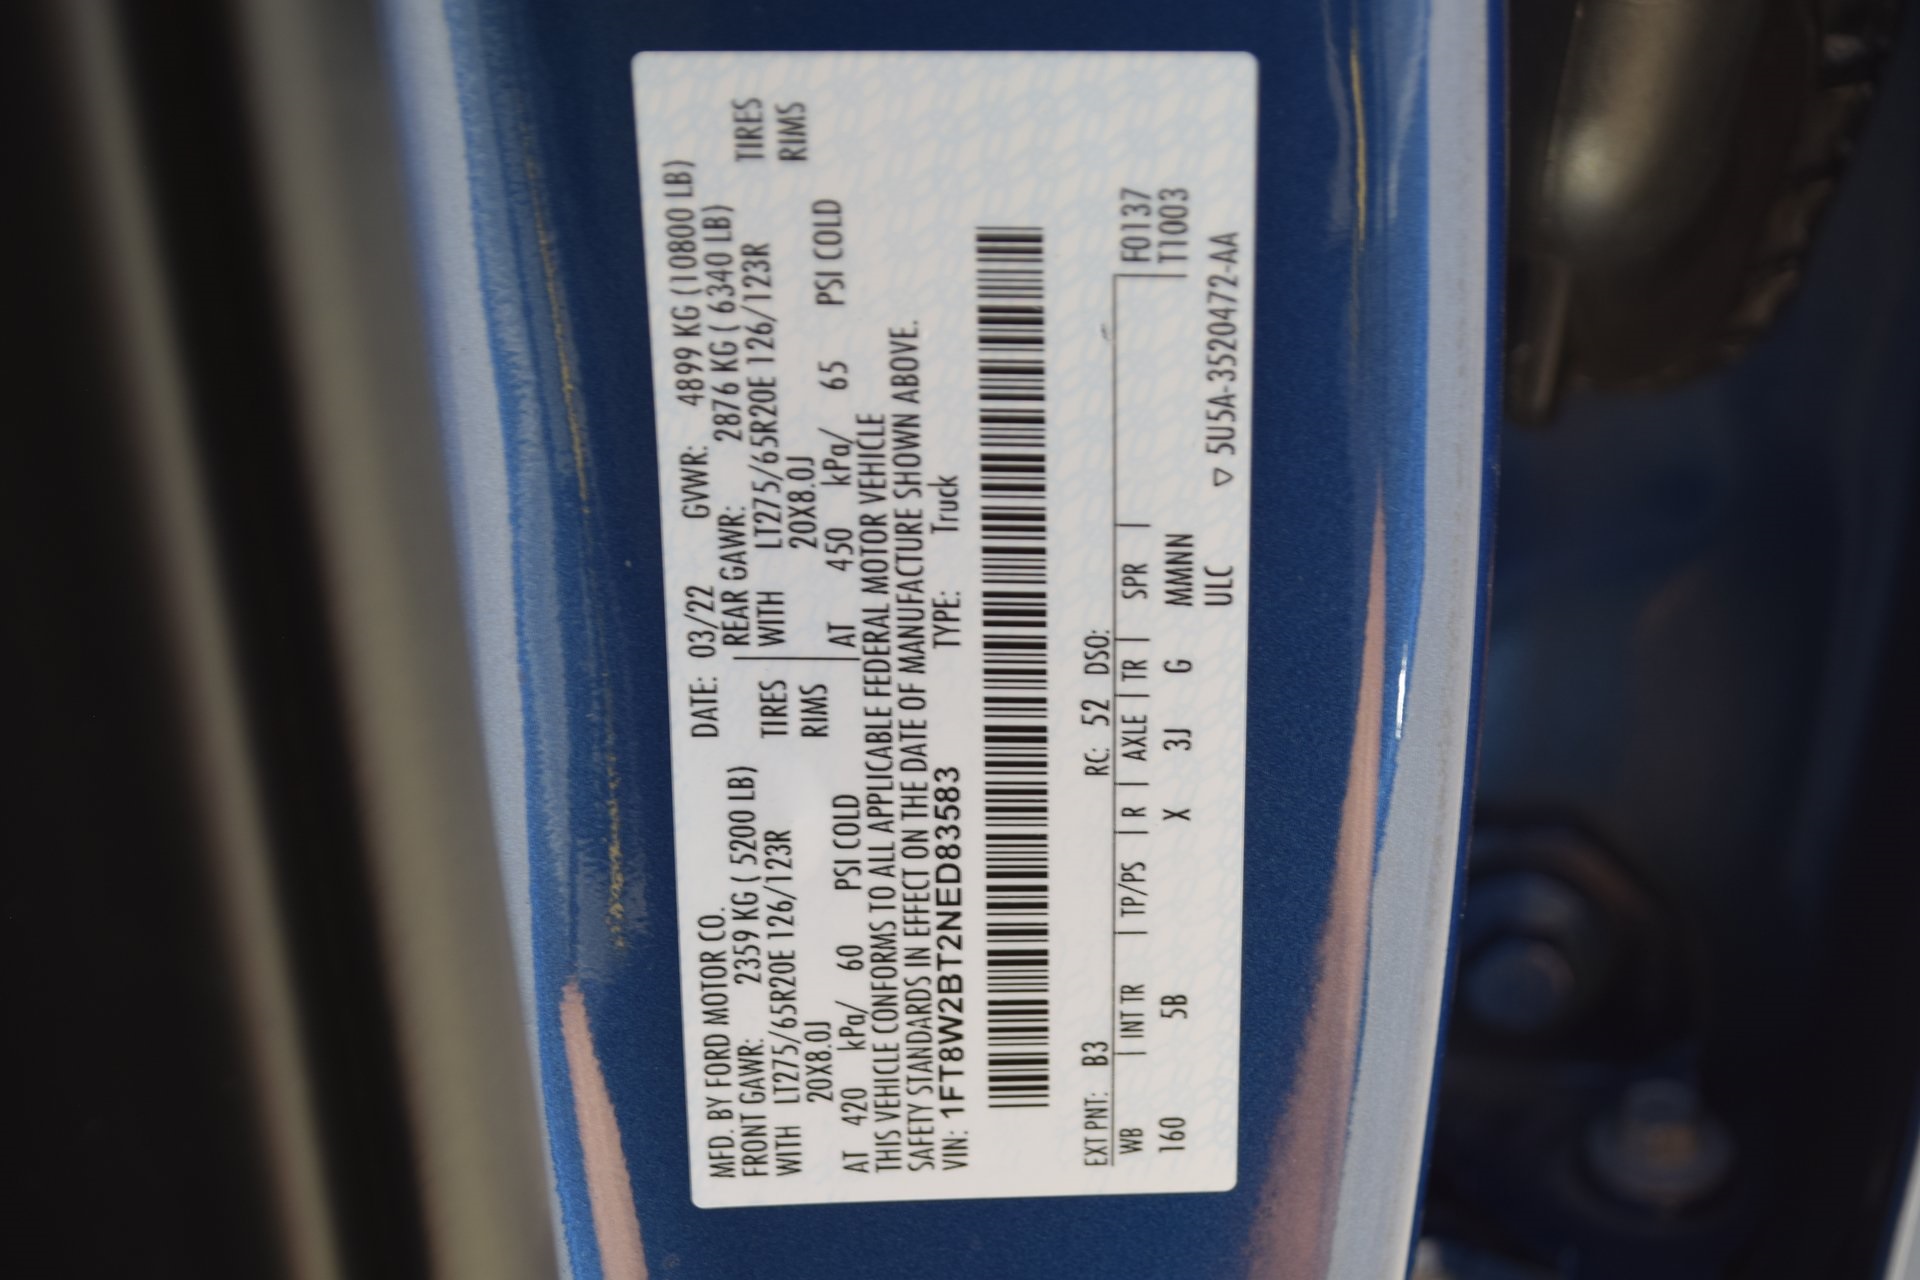 MFD. BY FORD MOTOR CO. DATE: 03/22 GVWR: 4899 KG (10800 LB)
FRONT GAWR: 2359 KG ( 5200 LB) REAR GAWR: 2876 KG ( 6340 LB)
WITH LT275/65R20E 126/123R TIRES WITH LT275/65R20E 126/123R TIRES
20X8.0J RIMS 20X8.0J RIMS
AT 420 kPa/ 60 PSI COLD AT 450 kPa/ 65 PSI COLD
THIS VEHICLE CONFORMS TO ALL APPLICABLE FEDERAL MOTOR VEHICLE
SAFETY STANDARDS IN EFFECT ON THE DATE OF MANUFACTURE SHOWN ABOVE.
VIN: 1FT8W2BT2NED83583 TYPE: Truck
EXT PNT: B3 RC: 52 DSO:
WB | INT TR | TP/PS | R | AXLE | TR | SPR | F0137
160 5B X 3J G MMNN T1003
ULC ▽ 5U5A-3520472-AA